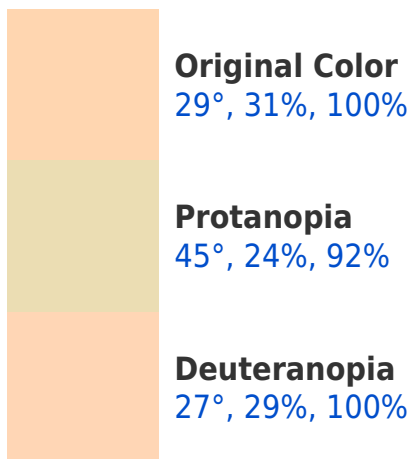 Original Color
29°, 31%, 100%
Protanopia
45°, 24%, 92%
Deuteranopia
27°, 29%, 100%